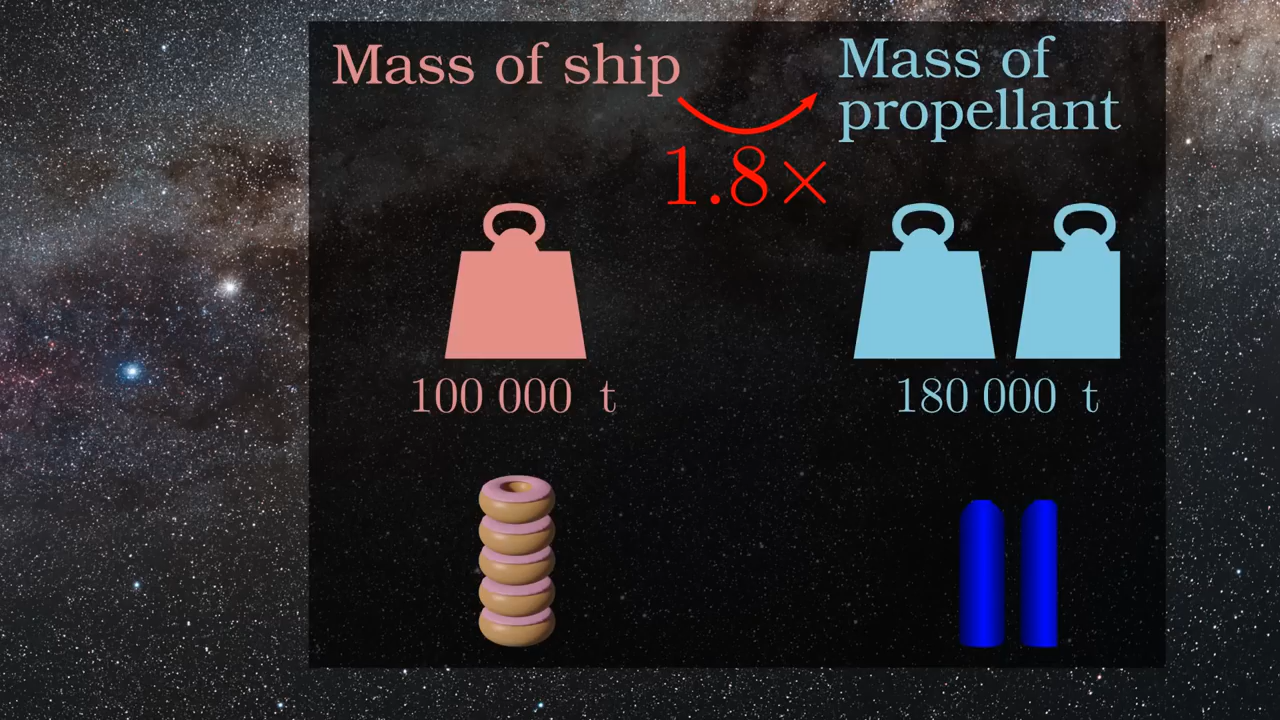 Mass of ship
Mass of
propellant
1.8×
100 000 t
180 000 t